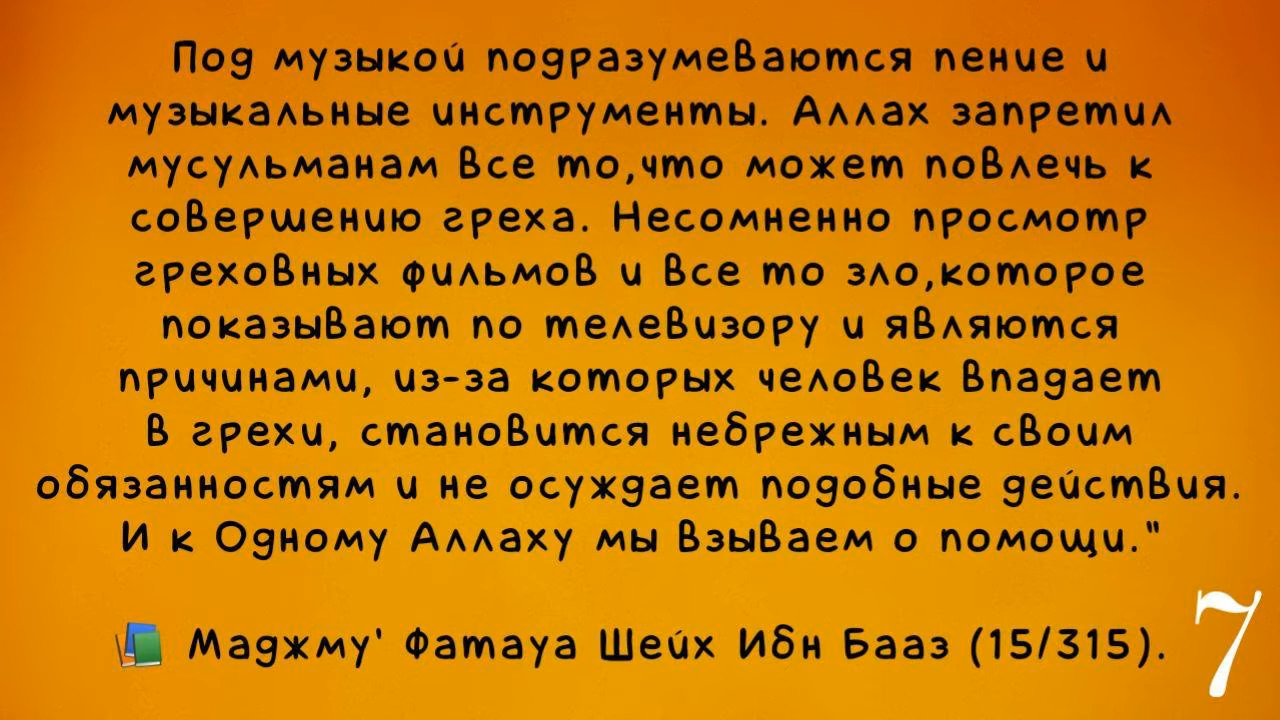 Под музыкой подразумеваются пение и
музыкальные инструменты. Аллах запретил
мусульманам все то,что может повлечь к
совершению греха. Несомненно просмотр
греховных фильмов и все то зло,которое
показывают по телевизору и являются
причинами, из-за которых человек впадает
в грехи, становится небрежным к своим
обязанностям и не осуждает подобные действия.
И к Одному Аллаху мы взываем о помощи."
Маджму' Фатауа Шейх Ибн Бааз (15/315).
7